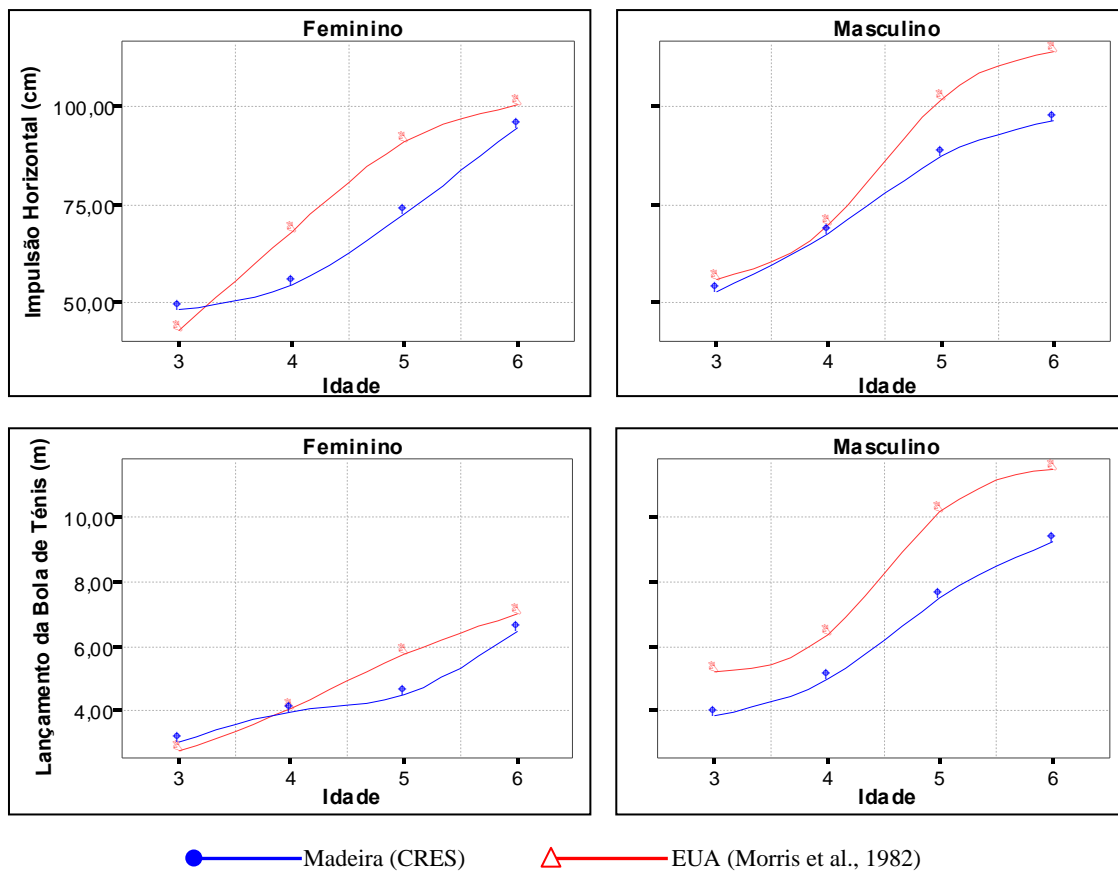 Feminino
Masculino
Impulsão Horizontal (cm)
100,00
75,00
50,00
3 4 5 6
Idade
3 4 5 6
Idade
Feminino
Masculino
Lançamento da Bola de Ténis (m)
10,00
8,00
6,00
4,00
3 4 5 6
Idade
3 4 5 6
Idade
Madeira (CRES)
EUA (Morris et al., 1982)